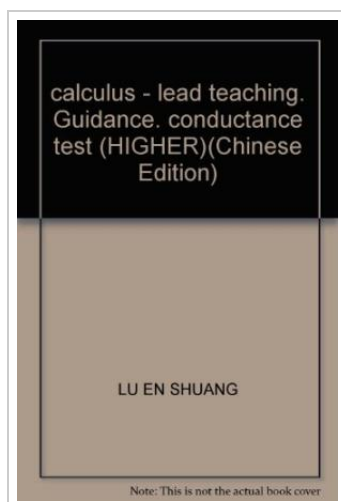 calculus - lead teaching.
Guidance. conductance
test (HIGHER)(Chinese
Edition)
LU EN SHUANG
Note: This is not the actual book cover